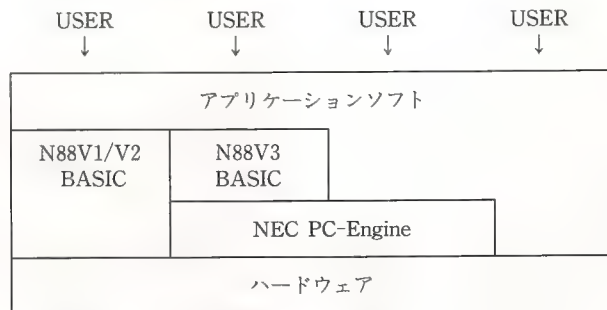 USER USER USER USER
↓ ↓ ↓ ↓
アプリケーションソフト
N88V1/V2 N88V3
BASIC BASIC
NEC PC-Engine
ハードウェア